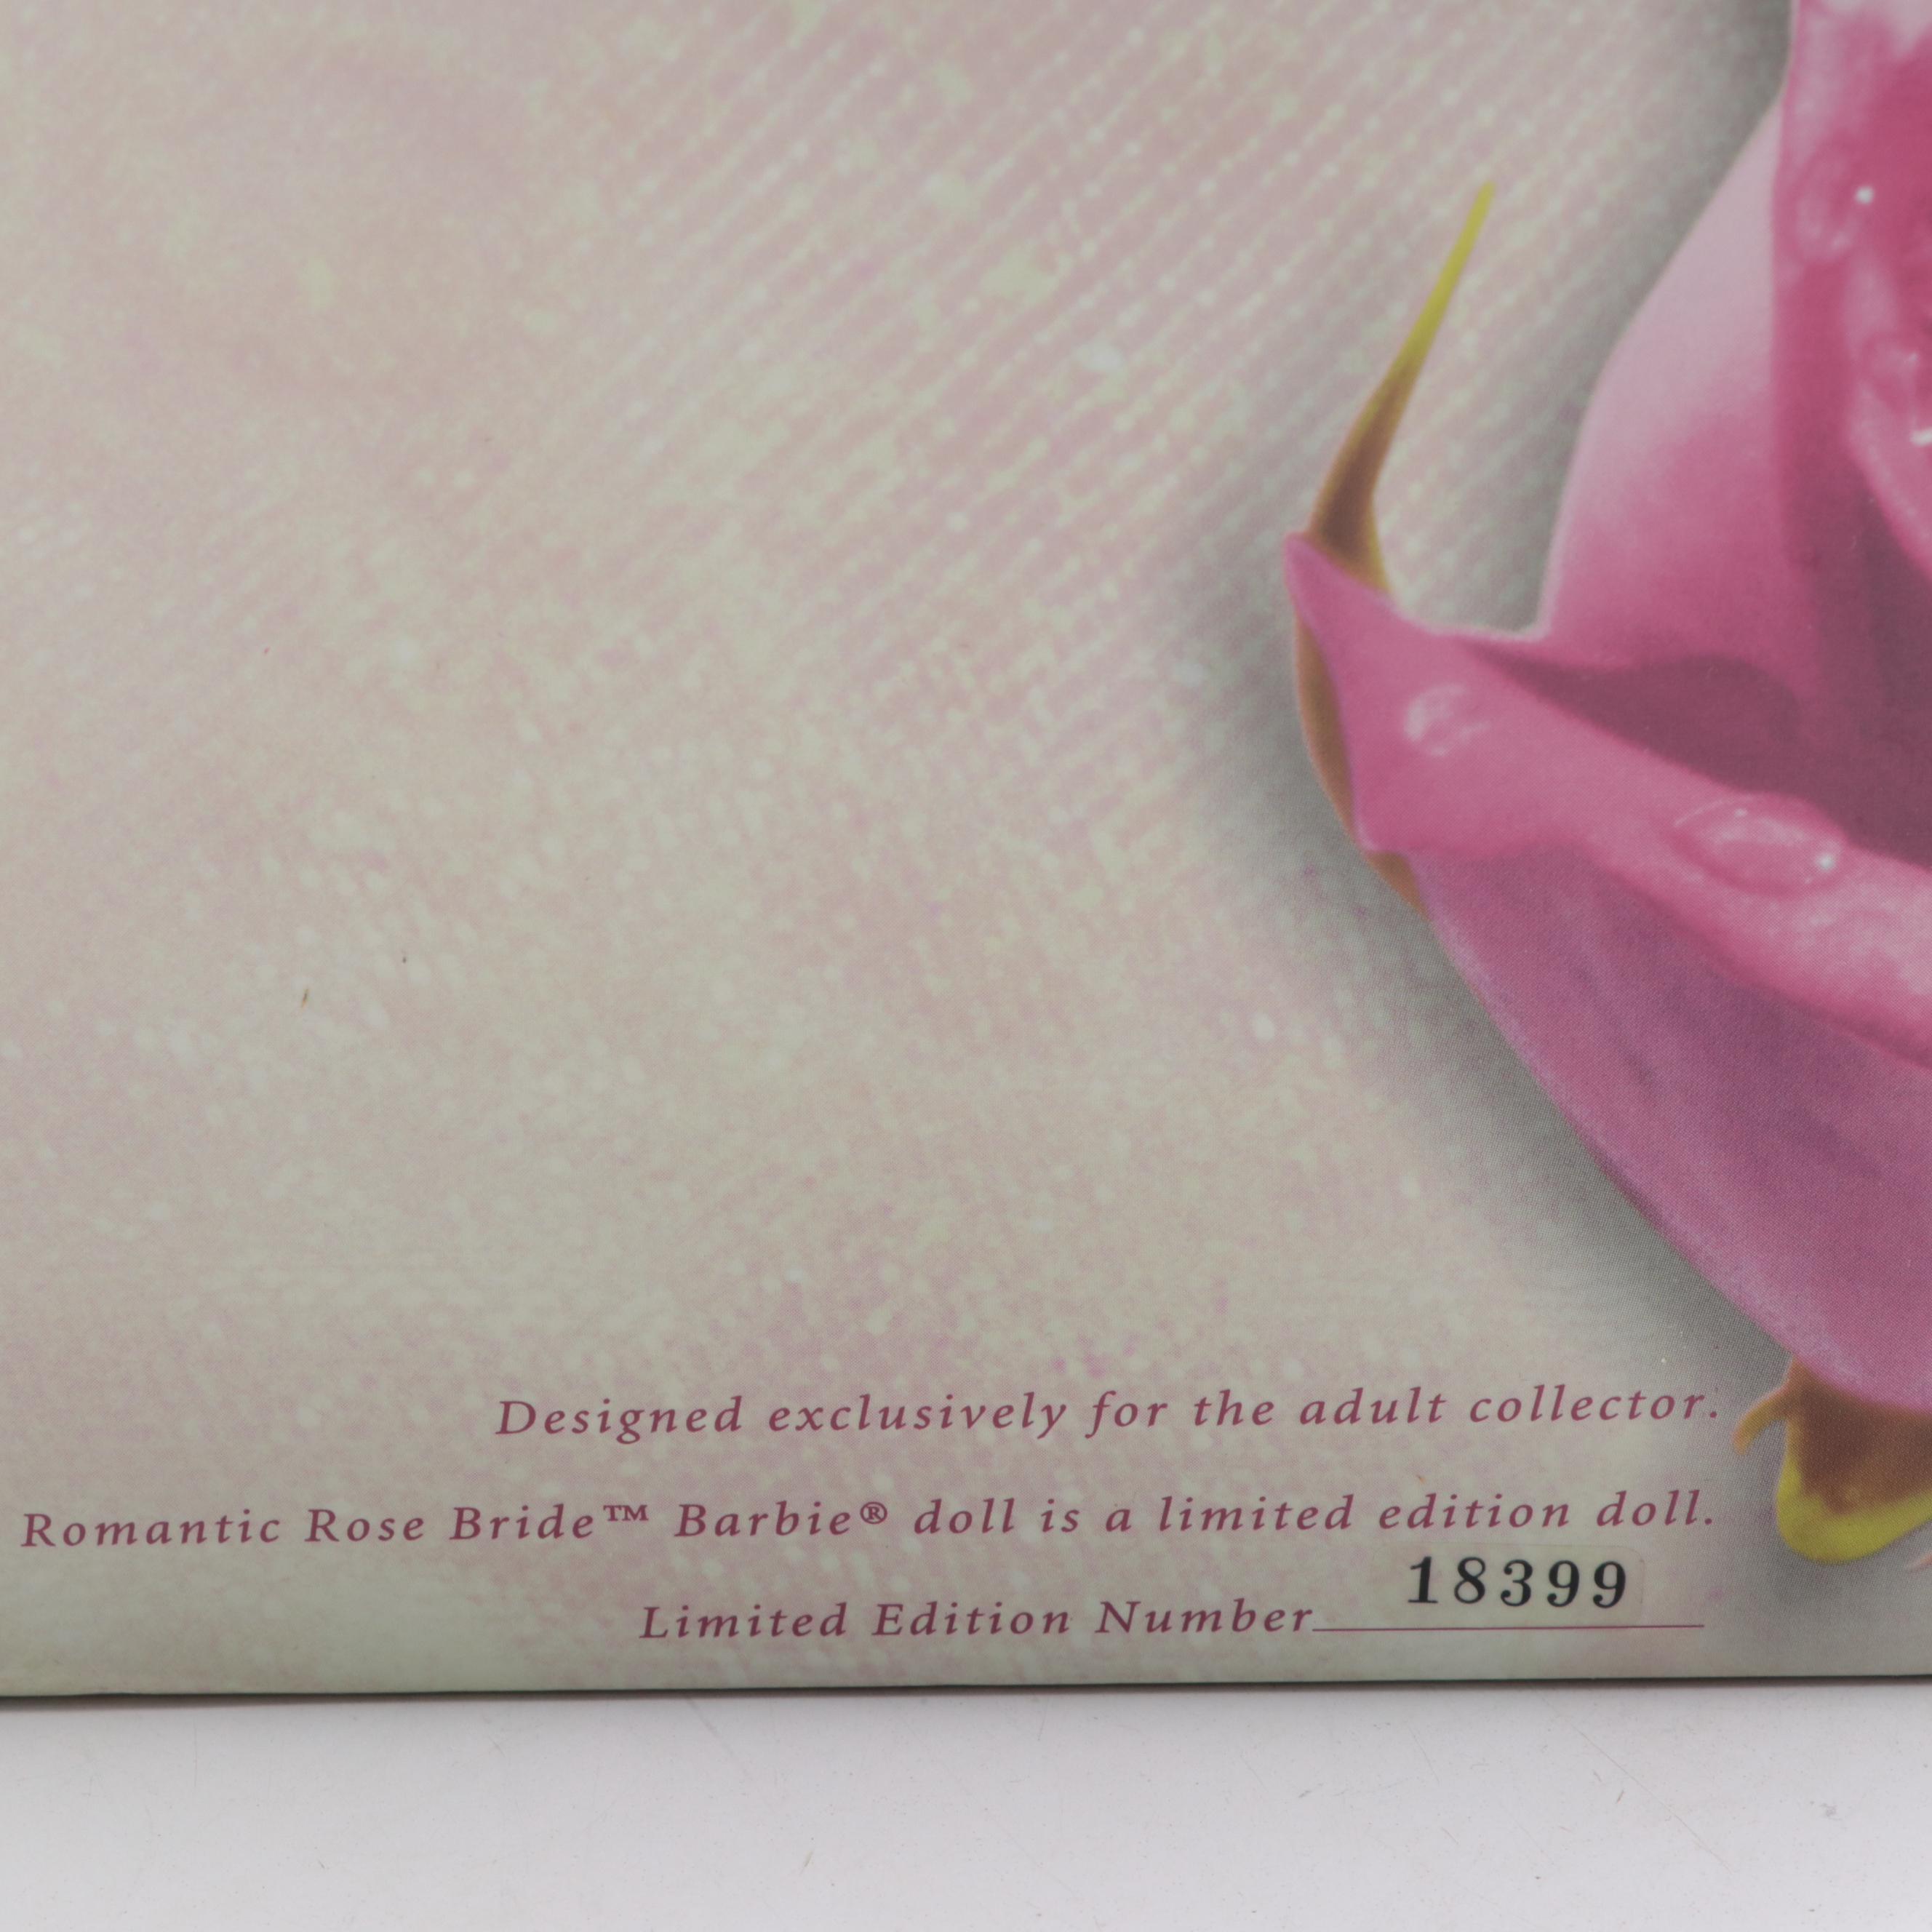 Designed exclusively for the adult collector.
Romantic Rose Bride™ Barbie® doll is a limited edition doll.
Limited Edition Number 18399